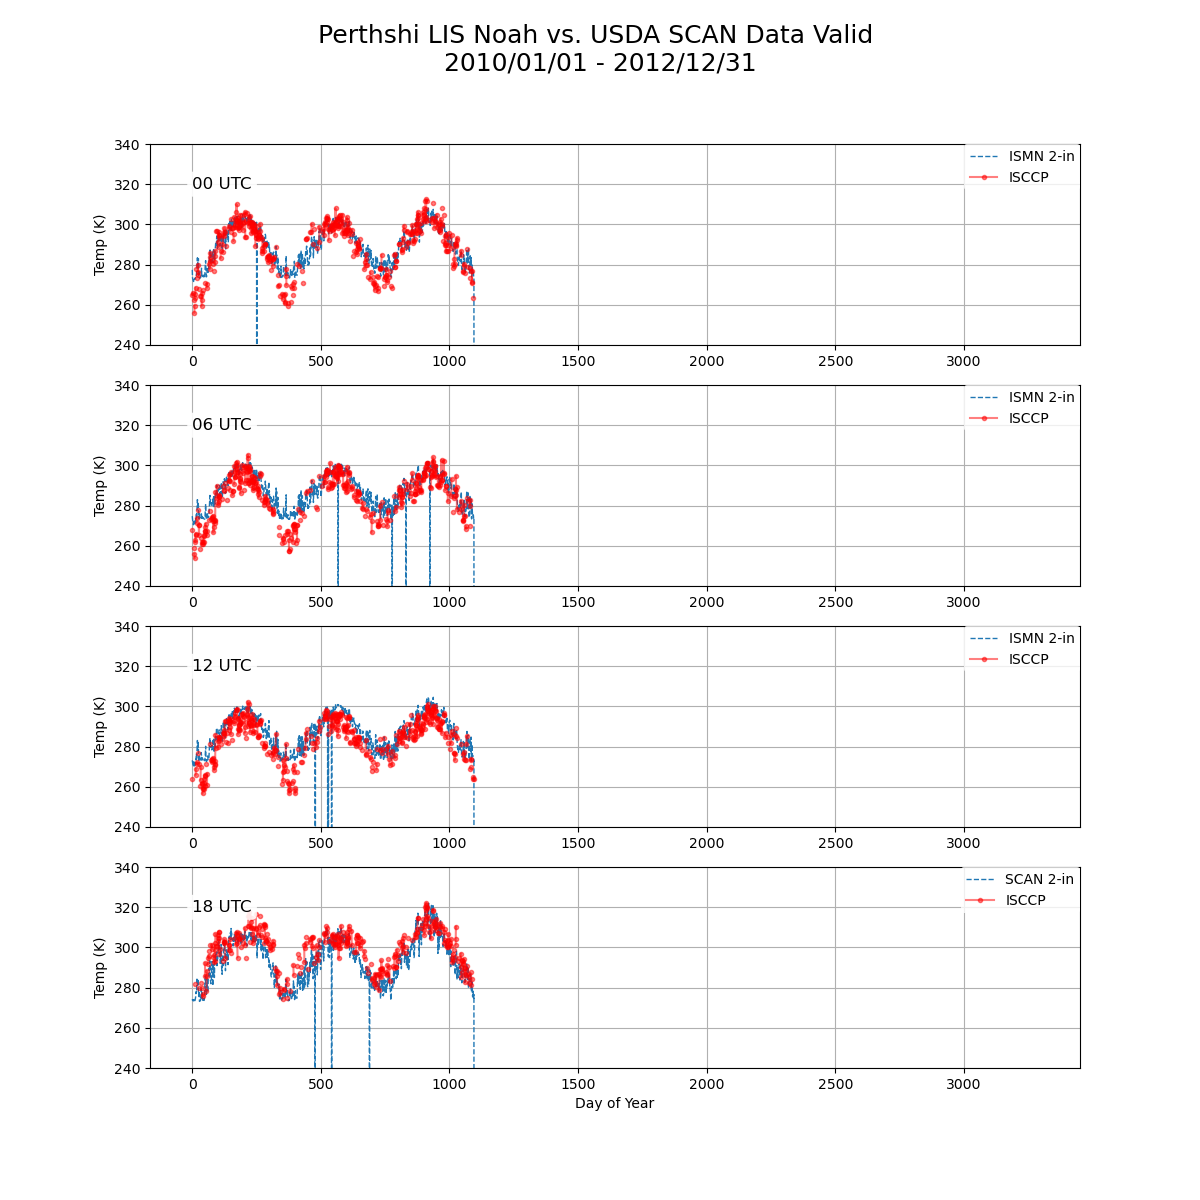 Perthshi LIS Noah vs. USDA SCAN Data Valid
2010/01/01 - 2012/12/31
340
320
300
280
260
240
Temp (K)
00 UTC
ISMN 2-in
ISCCP
0 500 1000 1500 2000 2500 3000
340
320
300
280
260
240
Temp (K)
06 UTC
ISMN 2-in
ISCCP
0 500 1000 1500 2000 2500 3000
340
320
300
280
260
240
Temp (K)
12 UTC
ISMN 2-in
ISCCP
0 500 1000 1500 2000 2500 3000
340
320
300
280
260
240
Temp (K)
18 UTC
SCAN 2-in
ISCCP
0 500 1000 1500 2000 2500 3000
Day of Year